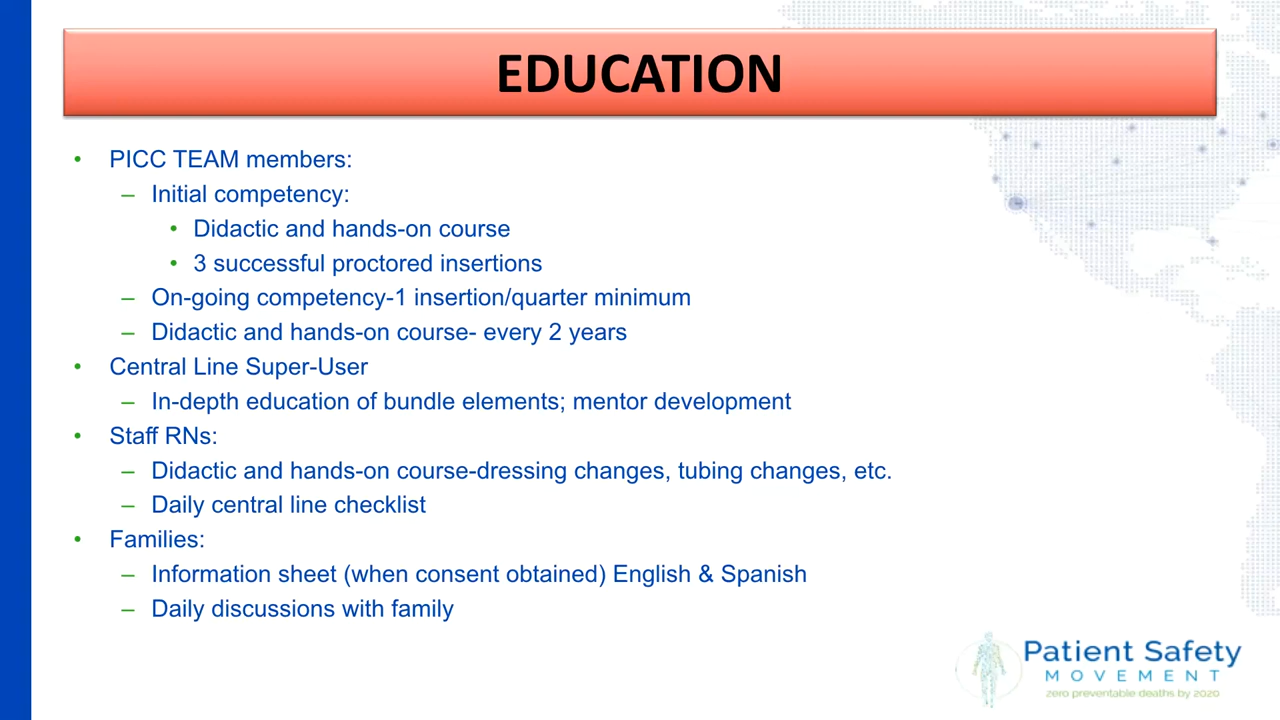 EDUCATION
• PICC TEAM members:
– Initial competency:
• Didactic and hands-on course
• 3 successful proctored insertions
– On-going competency-1 insertion/quarter minimum
– Didactic and hands-on course- every 2 years
• Central Line Super-User
– In-depth education of bundle elements; mentor development
• Staff RNs:
– Didactic and hands-on course-dressing changes, tubing changes, etc.
– Daily central line checklist
• Families:
– Information sheet (when consent obtained) English & Spanish
– Daily discussions with family
Patient Safety
MOVEMENT
zero preventable deaths by 2020